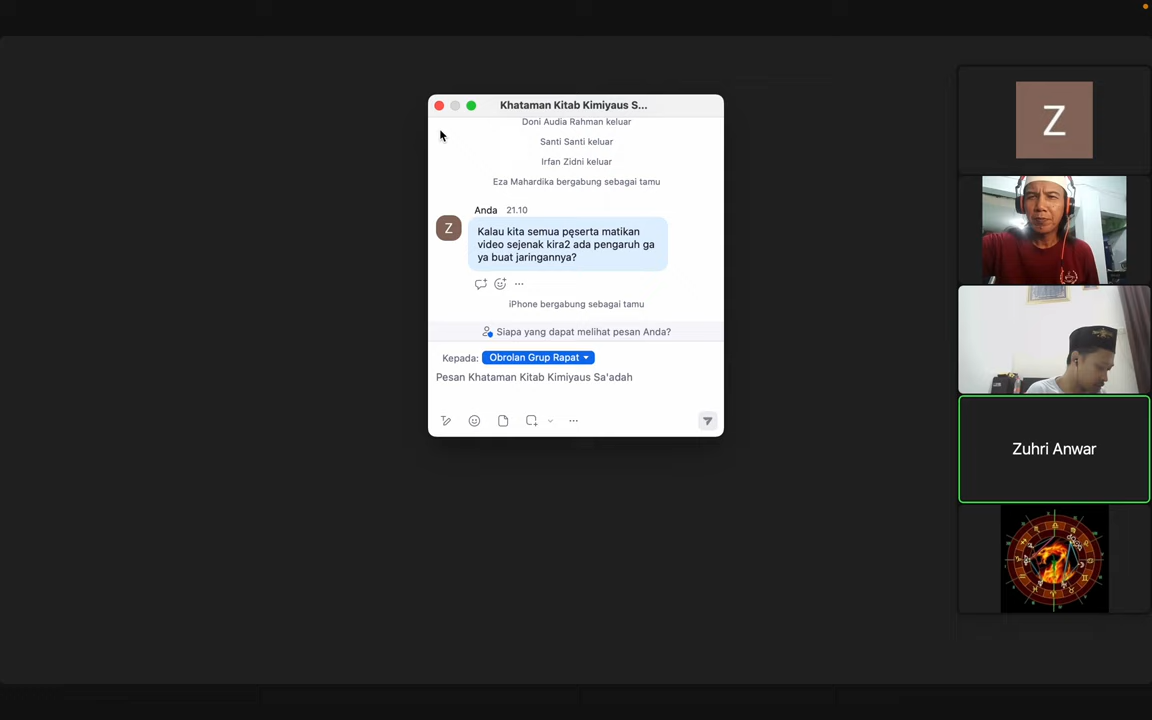 Khataman Kitab Kimiyaus S...
Doni Audia Rahman keluar
Santi Santi keluar
Irfan Zidni keluar
Eza Mahardika bergabung sebagai tamu
Anda 21.10
Z
Kalau kita semua pęserta matikan
video sejenak kira2 ada pengaruh ga
ya buat jaringannya?
iPhone bergabung sebagai tamu
Siapa yang dapat melihat pesan Anda?
Kepada: Obrolan Grup Rapat
Pesan Khataman Kitab Kimiyaus Sa'adah
Z
Zuhri Anwar